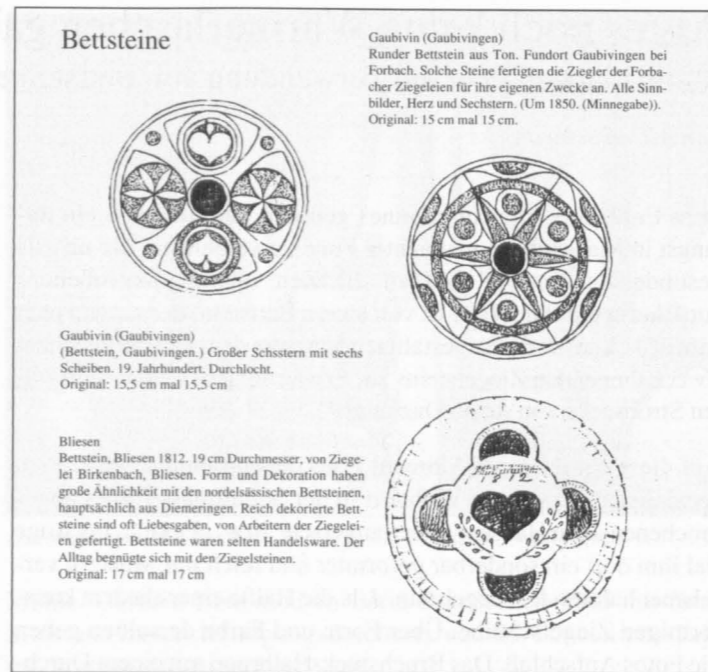 Bettsteine
Gaubivin (Gaubivingen)
Runder Bettstein aus Ton. Fundort Gaubivingen bei
Forbach. Solche Steine fertigten die Ziegler der Forba-
cher Ziegeleien für ihre eigenen Zwecke an. Alle Sinn-
bilder, Herz und Sechstern. (Um 1850. (Minnegabe)).
Original: 15 cm mal 15 cm.
Gaubivin (Gaubivingen)
(Bettstein, Gaubivingen.) Großer Schsstern mit sechs
Scheiben. 19. Jahrhundert. Durchlocht.
Original: 15,5 cm mal 15,5 cm
Bliesen
Bettstein, Bliesen 1812. 19 cm Durchmesser, von Ziege-
lei Birkenbach, Bliesen. Form und Dekoration haben
große Ähnlichkeit mit den nordelsässischen Bettsteinen,
hauptsächlich aus Diemeringen. Reich dekorierte Bett-
steine sind oft Liebesgaben, von Arbeitern der Ziegelei-
en gefertigt. Bettsteine waren selten Handelsware. Der
Alltag begnügte sich mit den Ziegelsteinen.
Original: 17 cm mal 17 cm